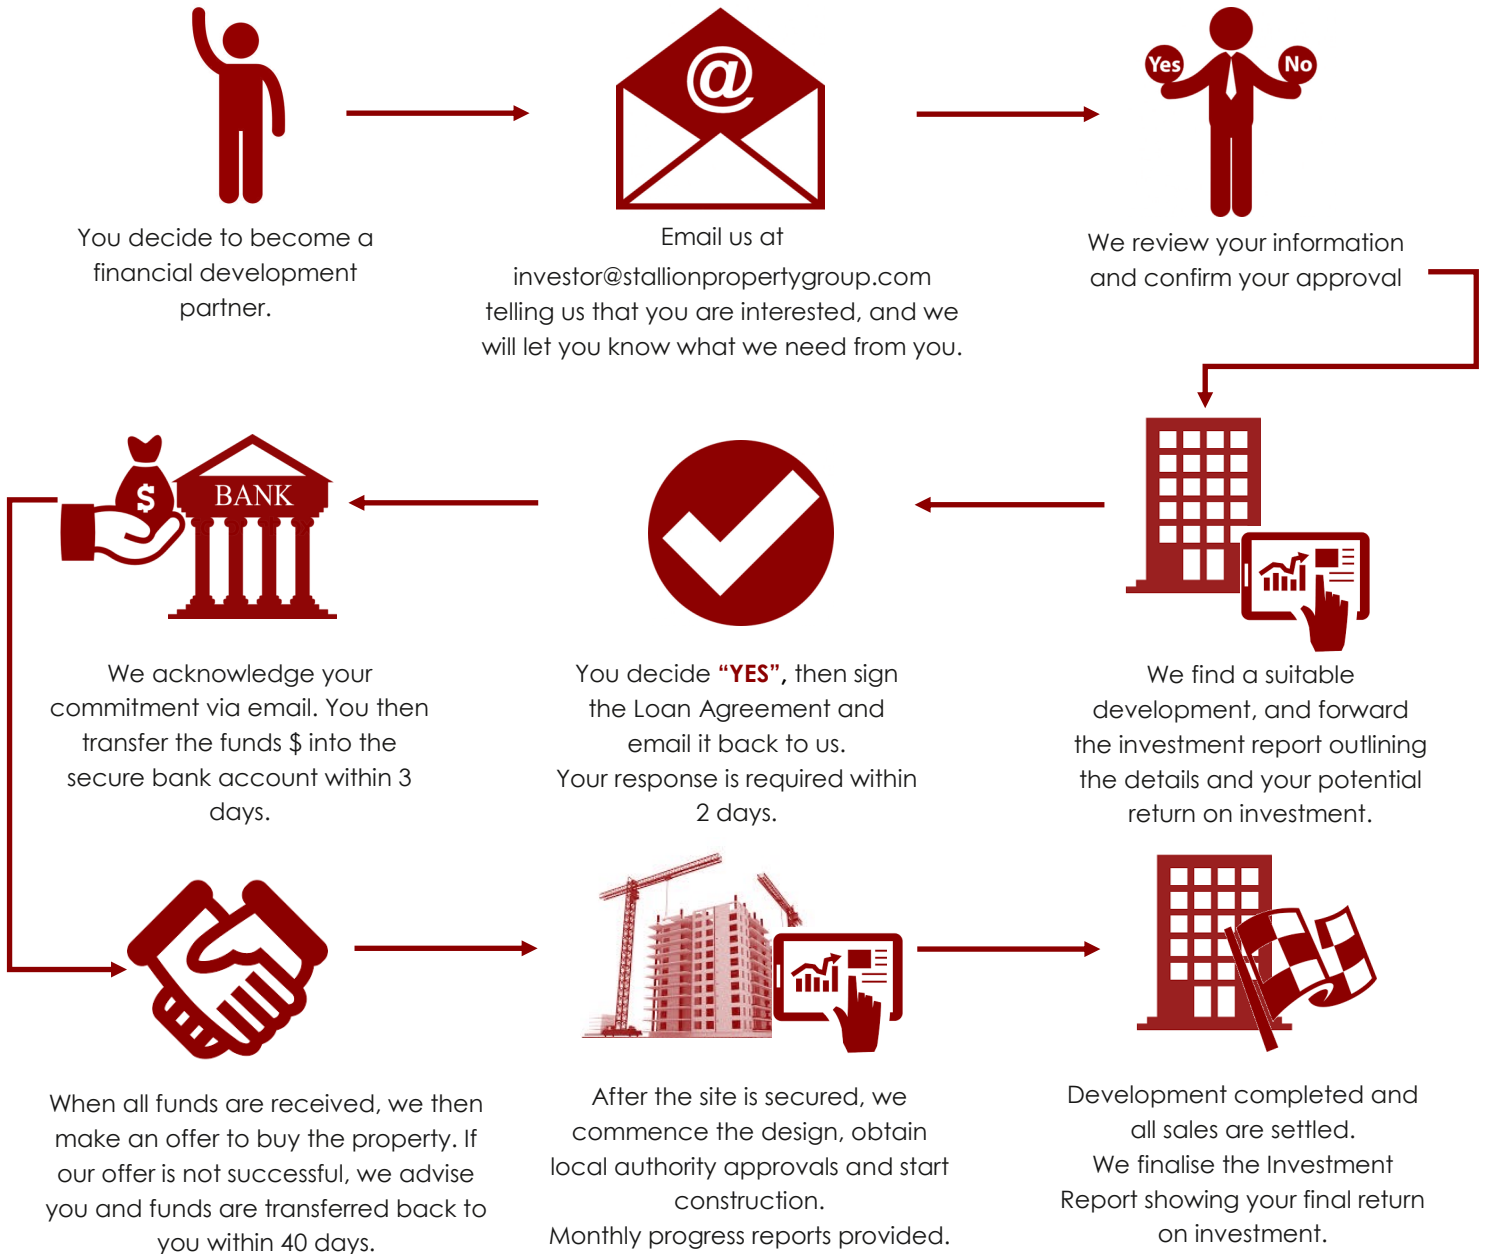 @
Yes
No
You decide to become a
financial development
partner.
Email us at
investor@stallionpropertygroup.com
telling us that you are interested, and we
will let you know what we need from you.
We review your information
and confirm your approval
We find a suitable
development, and forward
the investment report outlining
the details and your potential
return on investment.
You decide “YES”, then sign
the Loan Agreement and
email it back to us.
Your response is required within
2 days.
$
BANK
We acknowledge your
commitment via email. You then
transfer the funds $ into the
secure bank account within 3
days.
When all funds are received, we then
make an offer to buy the property. If
our offer is not successful, we advise
you and funds are transferred back to
you within 40 days.
After the site is secured, we
commence the design, obtain
local authority approvals and start
construction.
Monthly progress reports provided.
Development completed and
all sales are settled.
We finalise the Investment
Report showing your final return
on investment.